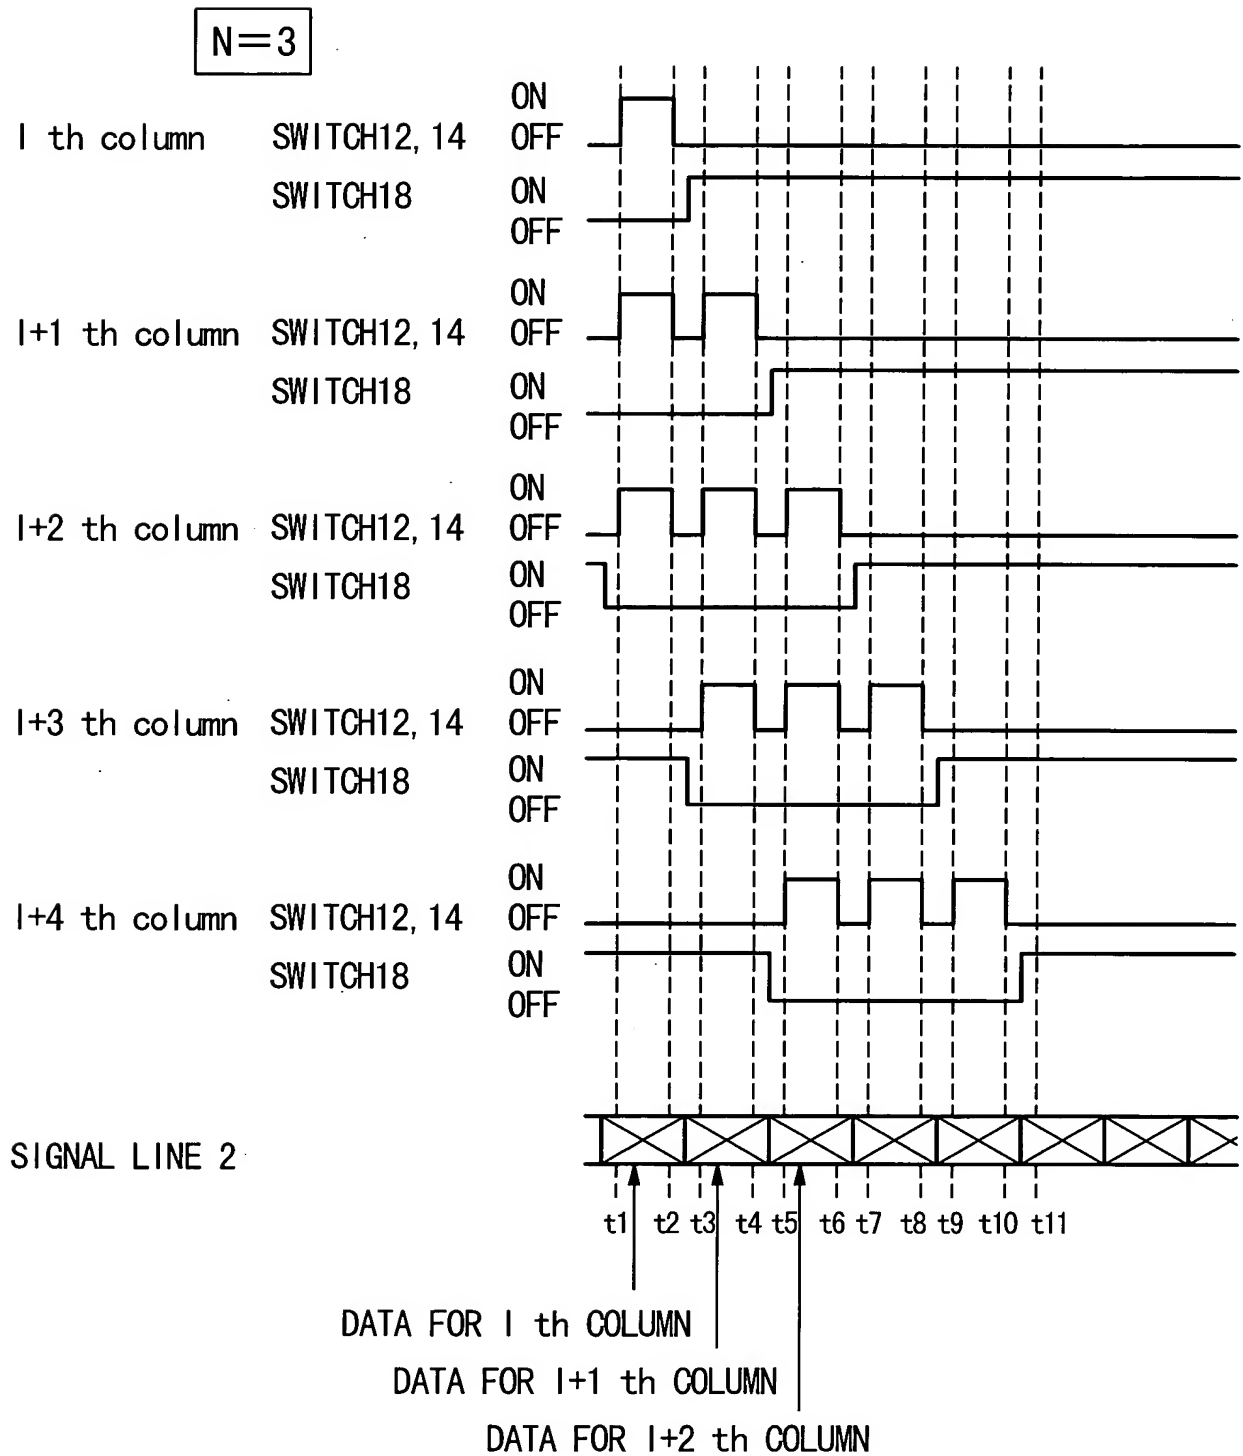 N=3
I th column SWITCH12, 14 ON OFF
SWITCH18 ON OFF
I+1 th column SWITCH12, 14 ON OFF
SWITCH18 ON OFF
I+2 th column SWITCH12, 14 ON OFF
SWITCH18 ON OFF
I+3 th column SWITCH12, 14 ON OFF
SWITCH18 ON OFF
I+4 th column SWITCH12, 14 ON OFF
SWITCH18 ON OFF
SIGNAL LINE 2
t1 t2 t3 t4 t5 t6 t7 t8 t9 t10 t11
DATA FOR I th COLUMN
DATA FOR I+1 th COLUMN
DATA FOR I+2 th COLUMN